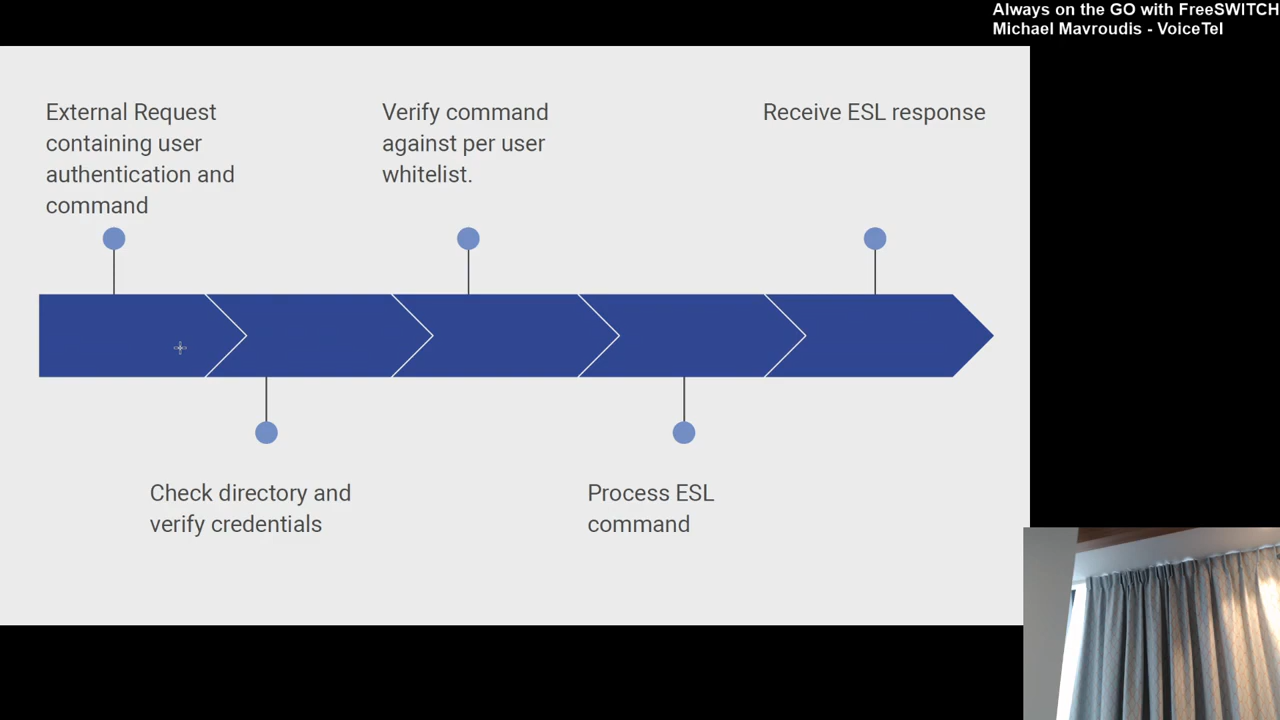 Always on the GO with FreeSWITCH
Michael Mavroudis - VoiceTel
External Request
containing user
authentication and
command
Verify command
against per user
whitelist.
Receive ESL response
Check directory and
verify credentials
Process ESL
command